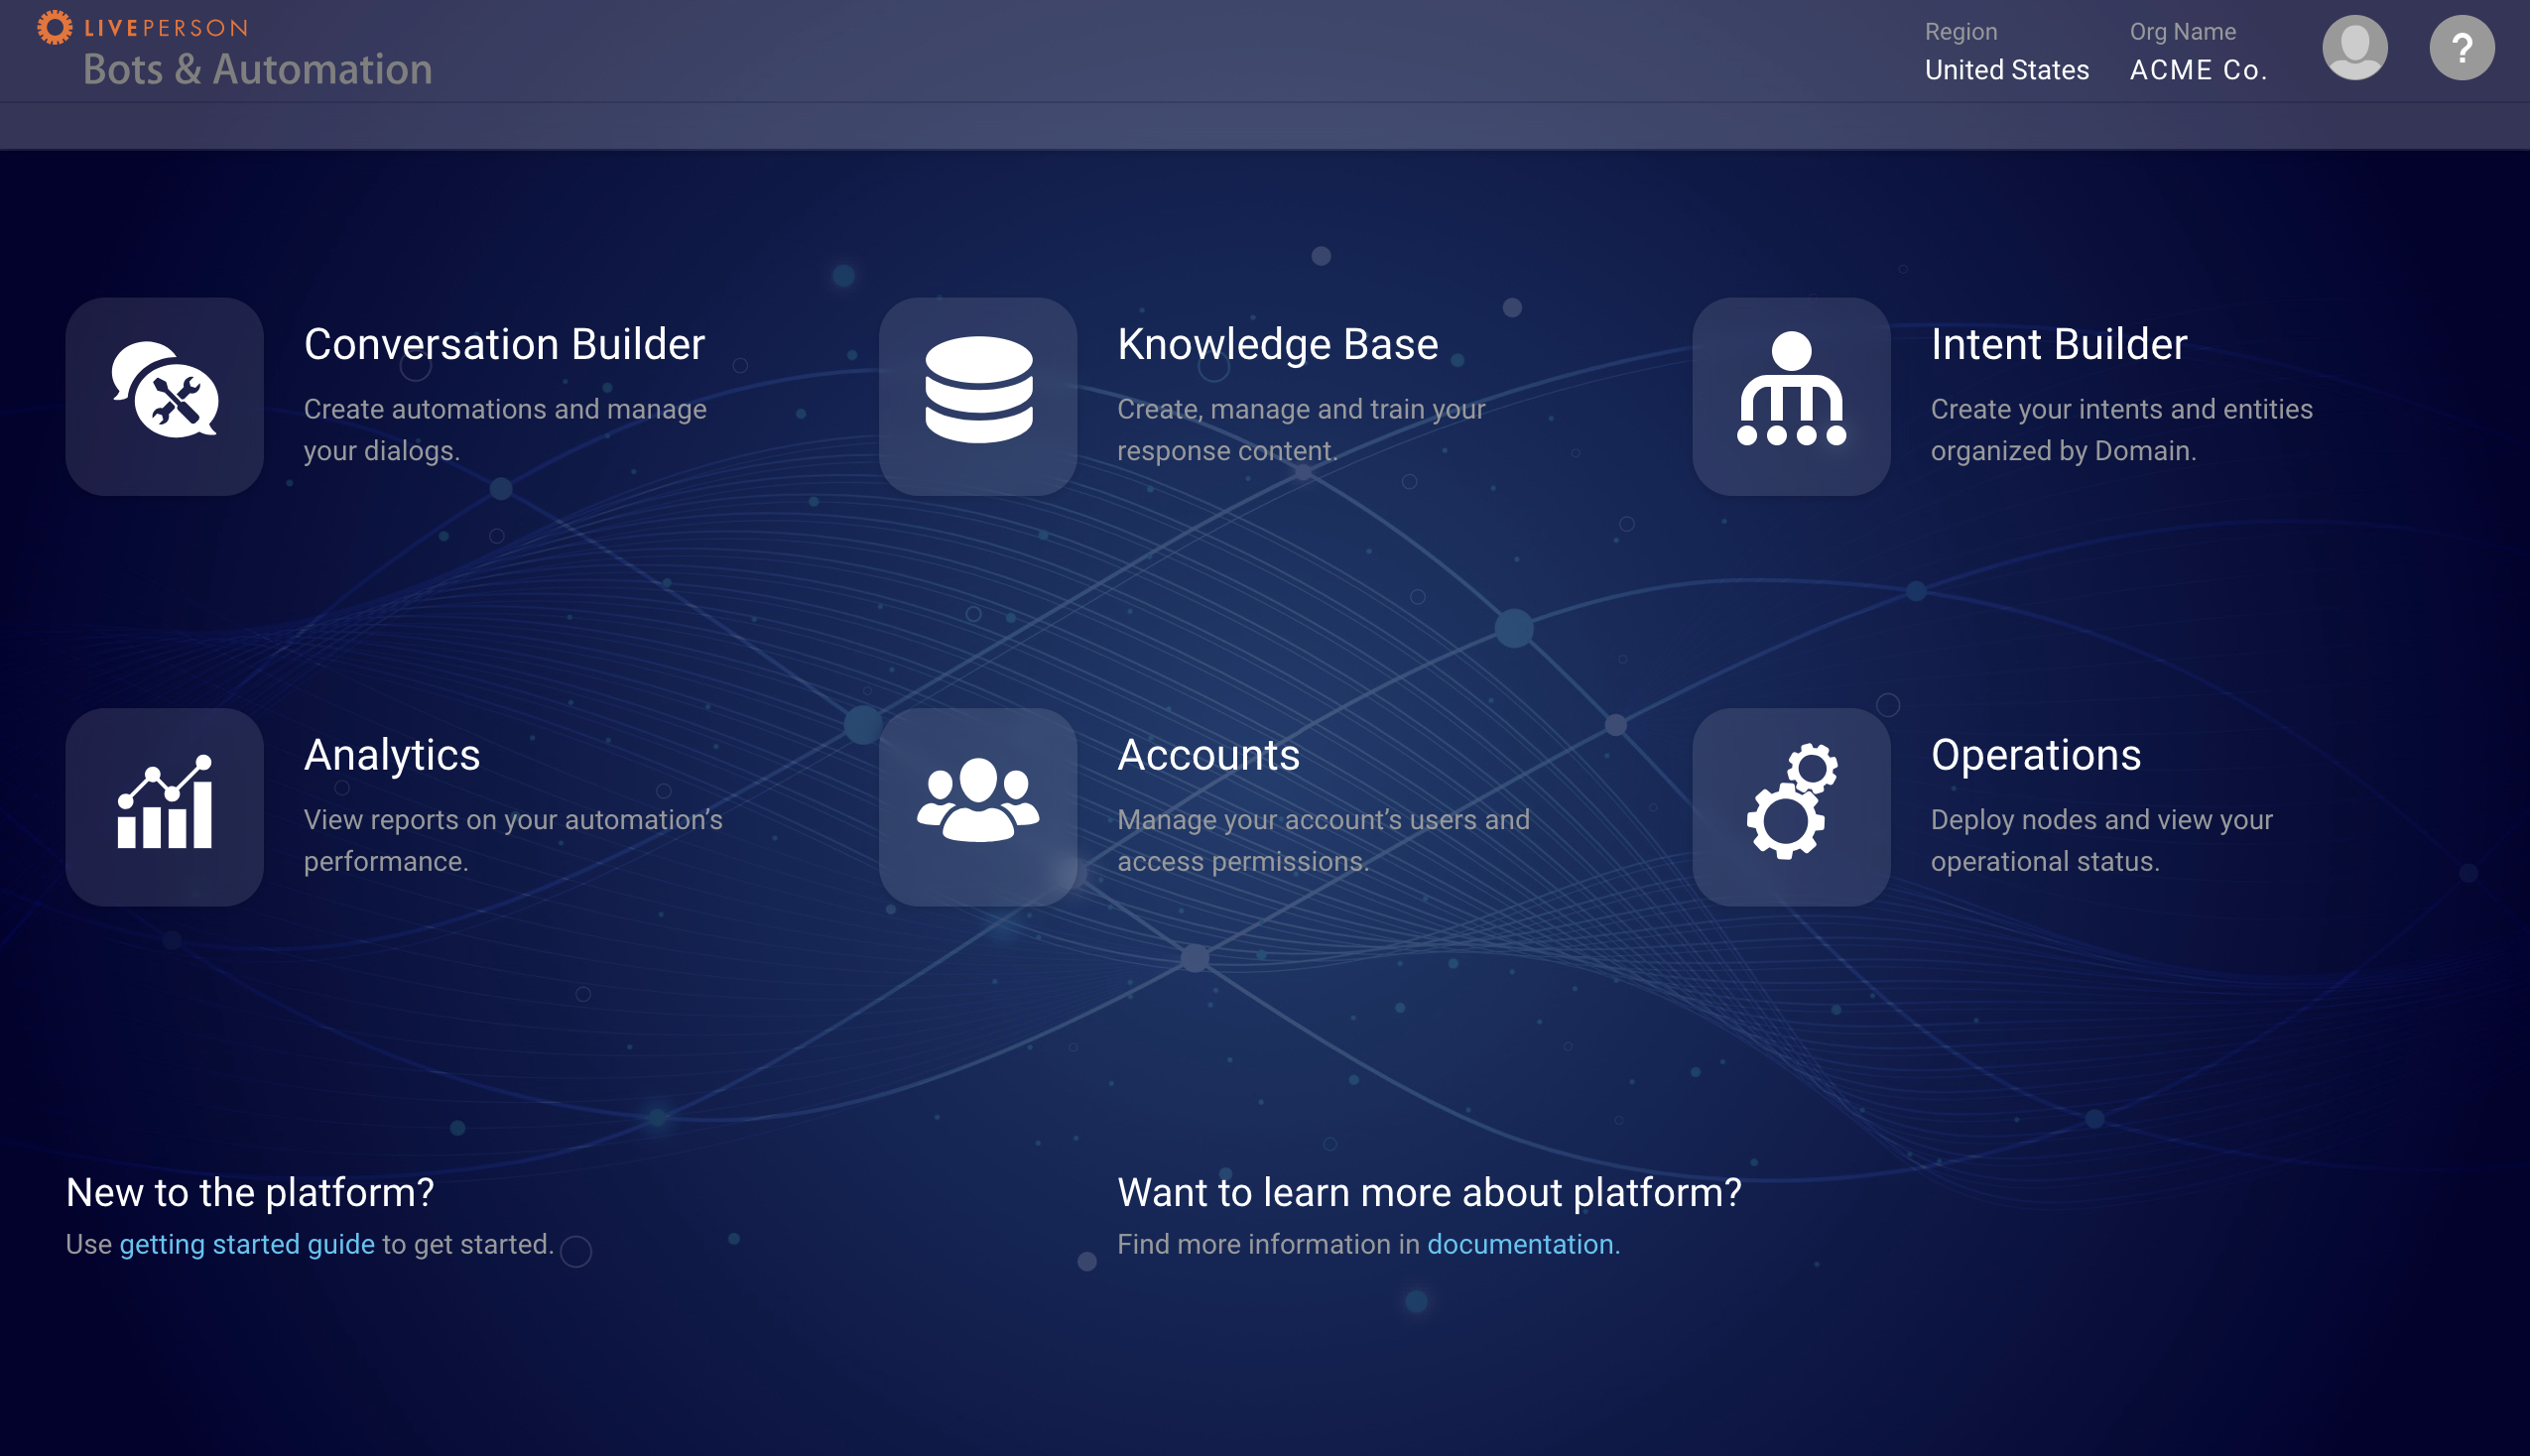 LIVEPERSON
Bots & Automation
Region
United States
Org Name
ACME Co.
?
Conversation Builder
Create automations and manage
your dialogs.
Knowledge Base
Create, manage and train your
response content.
Intent Builder
Create your intents and entities
organized by Domain.
Analytics
View reports on your automation’s
performance.
Accounts
Manage your account’s users and
access permissions.
Operations
Deploy nodes and view your
operational status.
New to the platform?
Use getting started guide to get started.
Want to learn more about platform?
Find more information in documentation.